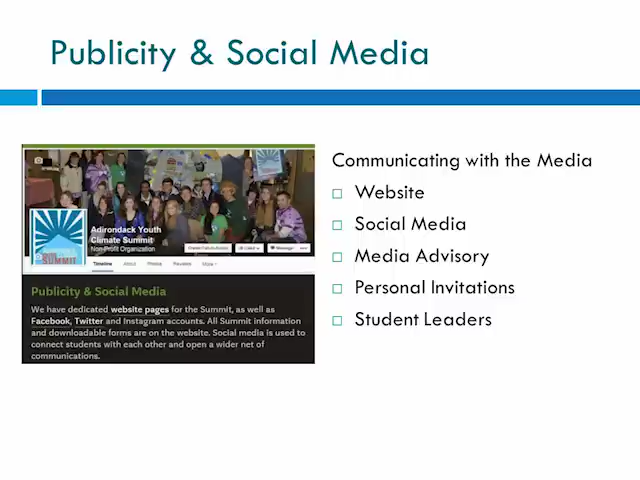 Publicity & Social Media
Adirondack Youth
Climate Summit
Non-Profit Organization
Liked
Message
SUMMIT
Timeline
About
Photos
Reviews
More
Publicity & Social Media
We have dedicated website pages for the Summit, as well as
Facebook, Twitter and Instagram accounts. All Summit information
and downloadable forms are on the website. Social media is used to
connect students with each other and open a wider net of
communications.
Communicating with the Media
Website
Social Media
Media Advisory
Personal Invitations
Student Leaders